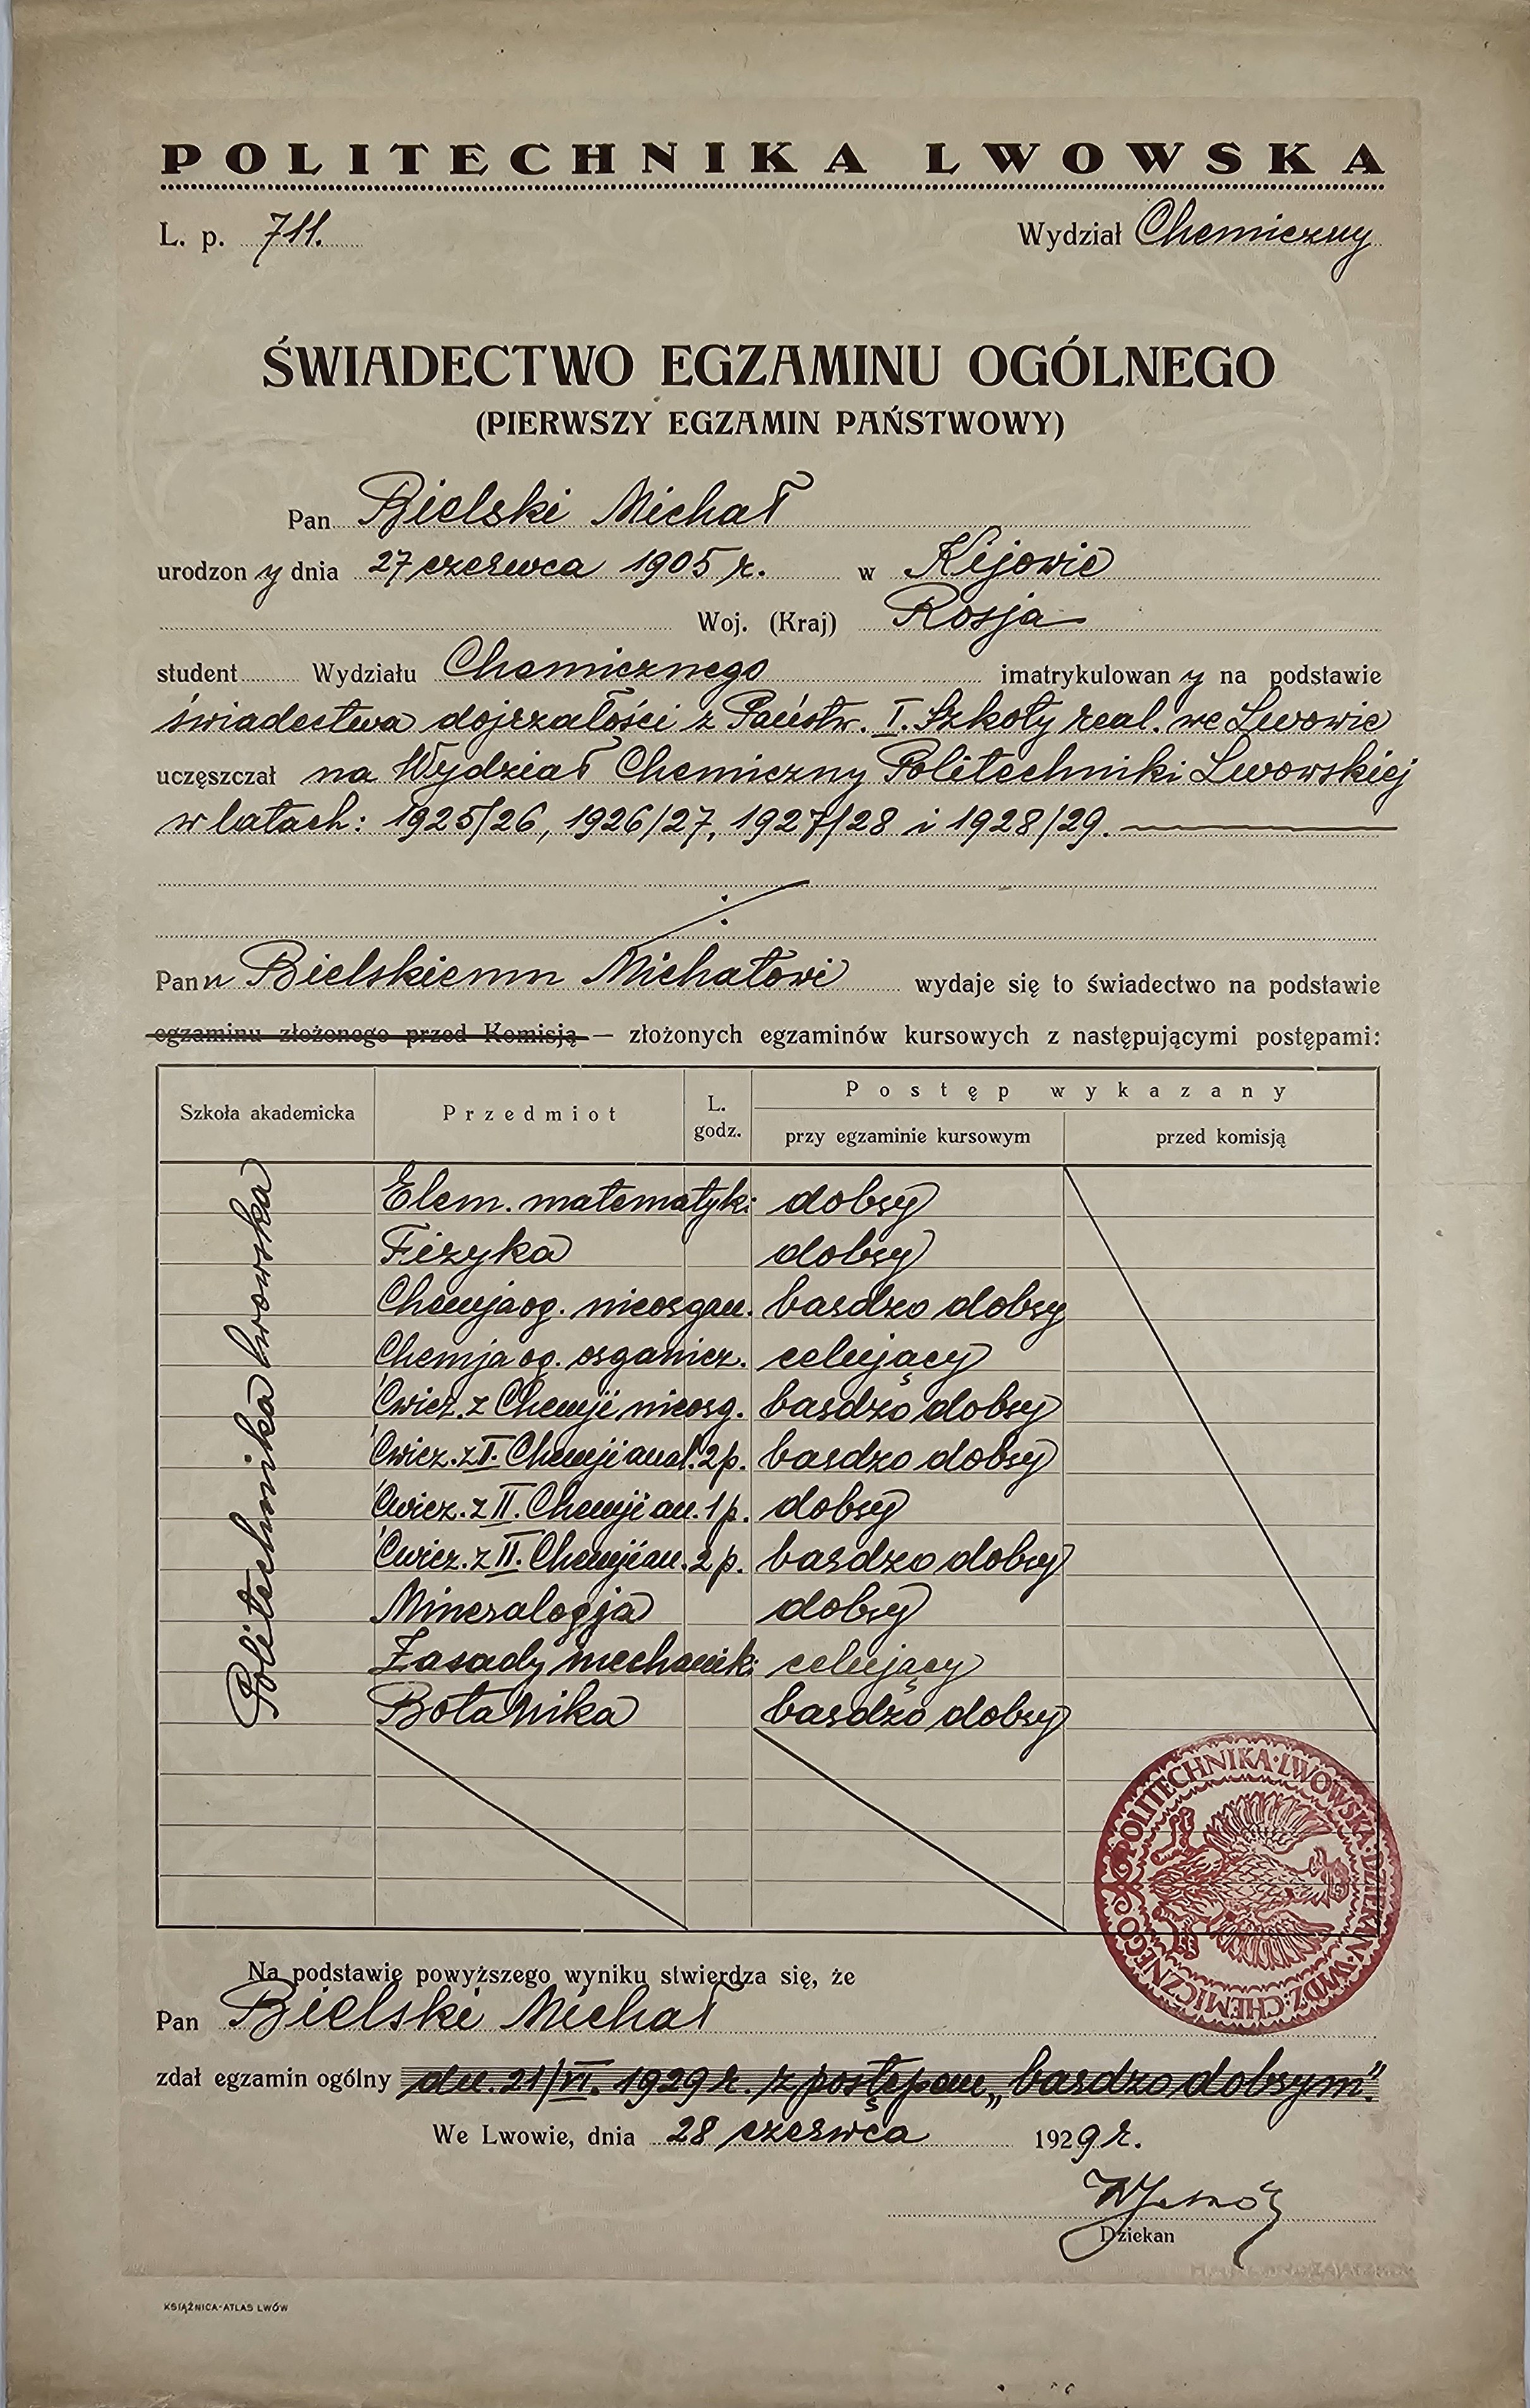 POLITECHNIKA LWOWSKA
L. p. 711. Wydział Chemiczny
ŚWIADECTWO EGZAMINU OGÓLNEGO
(PIERWSZY EGZAMIN PAŃSTWOWY)
Pan Bielski Michał
urodzony dnia 27 czerwca 1905 r. w Kijowie
Woj. (Kraj) Rosja
student Wydziału Chemicznego imatrykulowany na podstawie
świadectwa dojrzałości z Państw. I. Szkoły real. we Lwowie
uczęszczał na Wydział Chemiczny Politechniki Lwowskiej
w latach: 1925/26, 1926/27, 1927/28 i 1928/29.
Panu Bielskiemu Michałowi wydaje się to świadectwo na podstawie
egzaminu złożonego przed Komisją — złożonych egzaminów kursowych z następującymi postępami:
Szkoła akademicka Przedmiot L. godz. Postęp wykazany
przy egzaminie kursowym przed komisją
Politechnika lwowska
Elem. matematyki dobry
Fizyka dobry
Chemja og. nieorgan. bardzo dobry
Chemja og. organicz. celujący
Ćwicz. z Chemji nieorg. bardzo dobry
Ćwicz. z I. Chemji anal. 2 p. bardzo dobry
Ćwicz. z II. Chemji an. 1 p. dobry
Ćwicz. z II. Chemji an. 2 p. bardzo dobry
Mineralogja dobry
Zasady mechaniki celujący
Botanika bardzo dobry
POLITECHNIKA·LWOWSKA·DZIEKAN·WYDZ·CHEMICZNEGO
Na podstawie powyższego wyniku stwierdza się, że
Pan Bielski Michał
zdał egzamin ogólny dn. 21/VI. 1929 r. z postępem „bardzo dobrym".
We Lwowie, dnia 28 czerwca 1929 r.
Dziekan
KSIĄŻNICA-ATLAS LWÓW